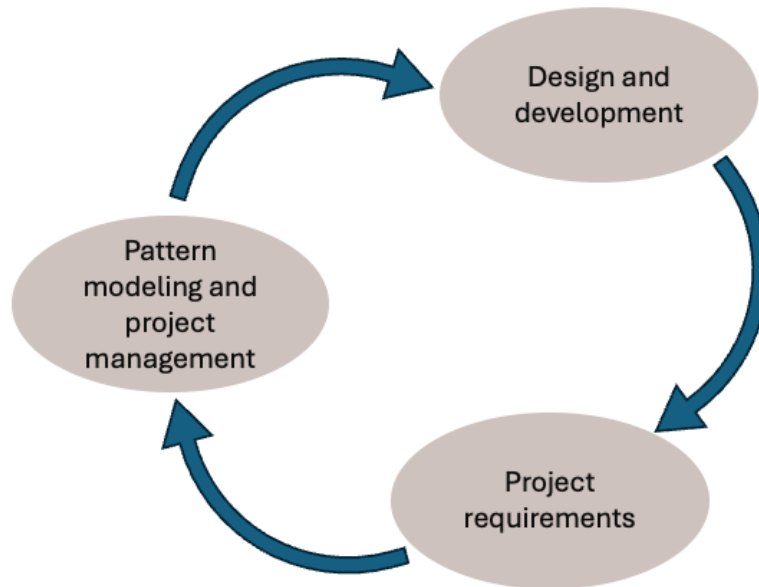 Design and
development
Pattern
modeling and
project
management
Project
requirements